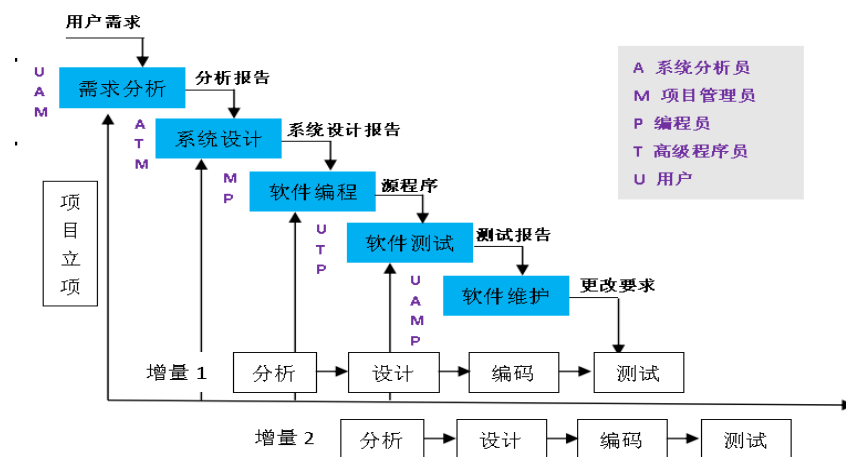 用户需求
U
A
M
需求分析
分析报告
A
T
M
系统设计
系统设计报告
M
P
软件编程
源程序
U
T
P
软件测试
测试报告
U
A
M
P
软件维护
更改要求
A 系统分析员
M 项目管理员
P 编程员
T 高级程序员
U 用户
项
目
立
项
增量 1
分析
设计
编码
测试
增量 2
分析
设计
编码
测试